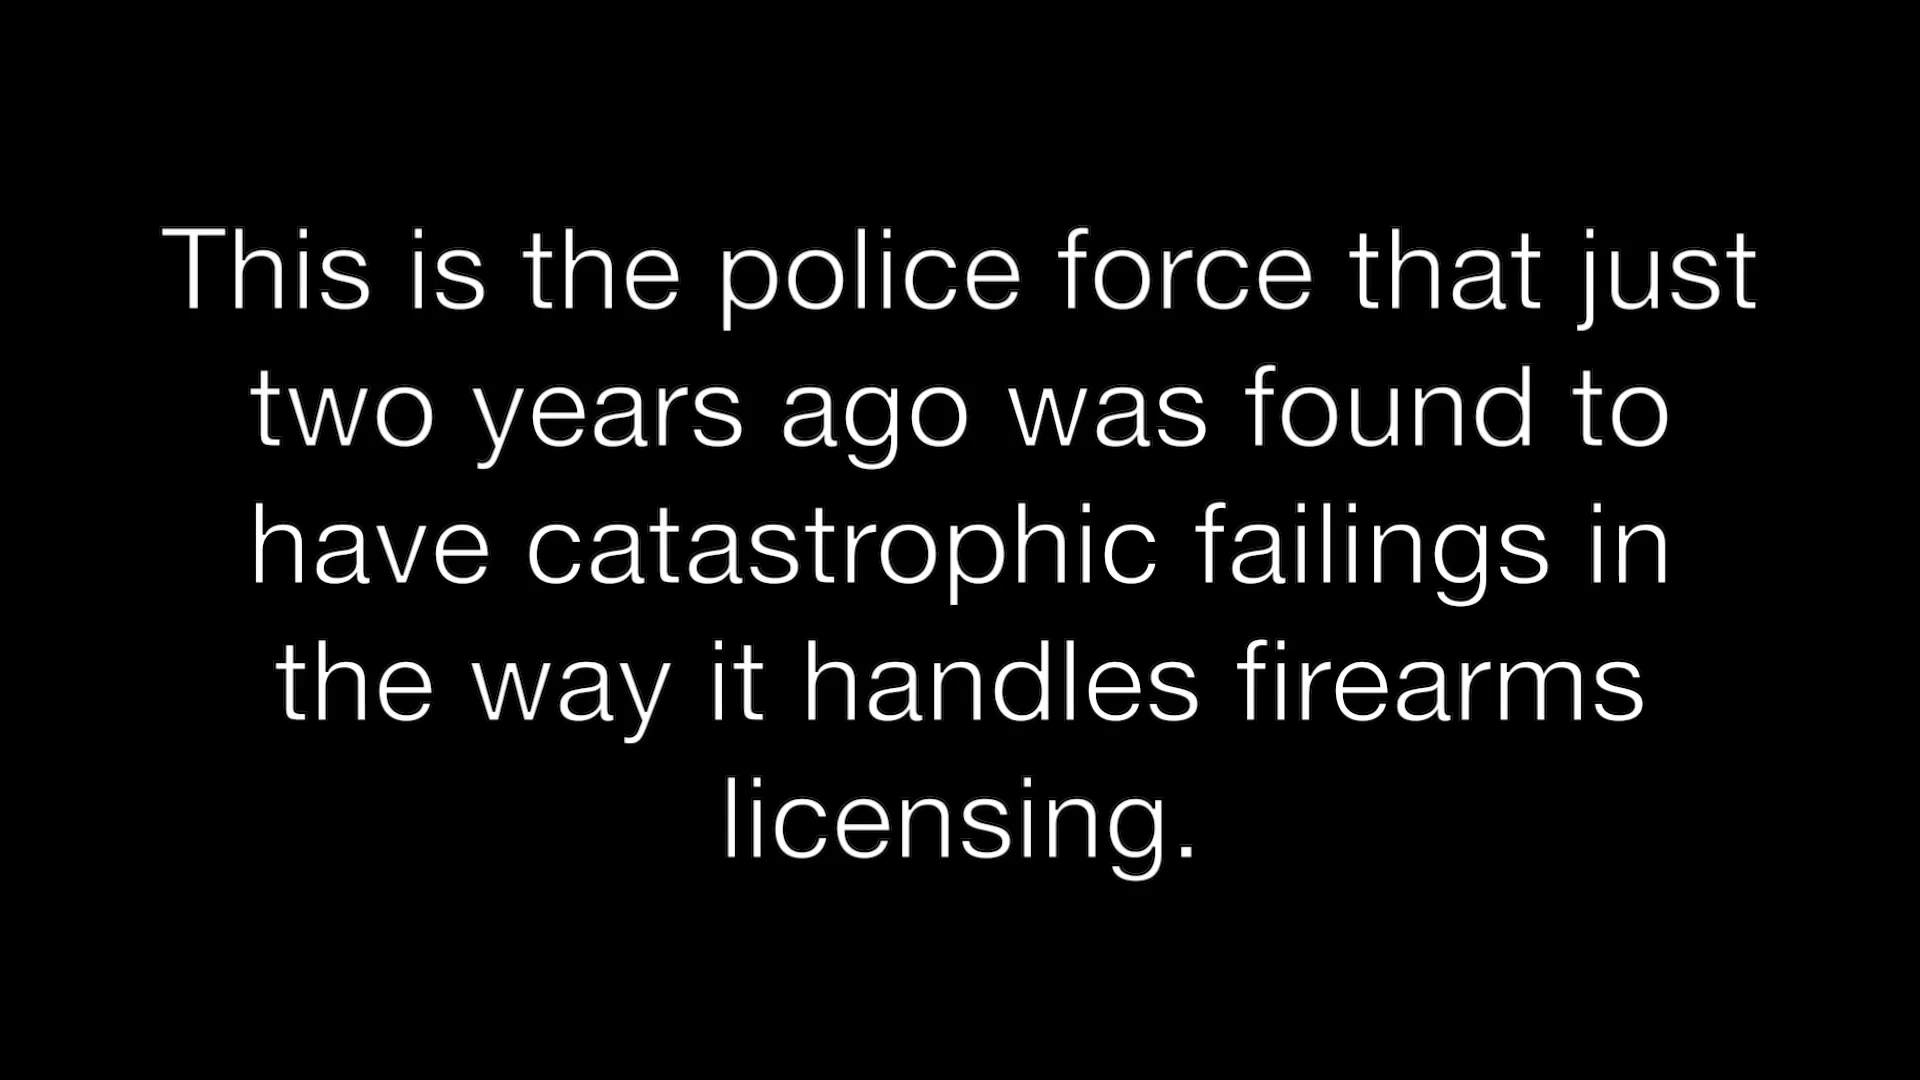 This is the police force that just
two years ago was found to
have catastrophic failings in
the way it handles firearms
licensing.